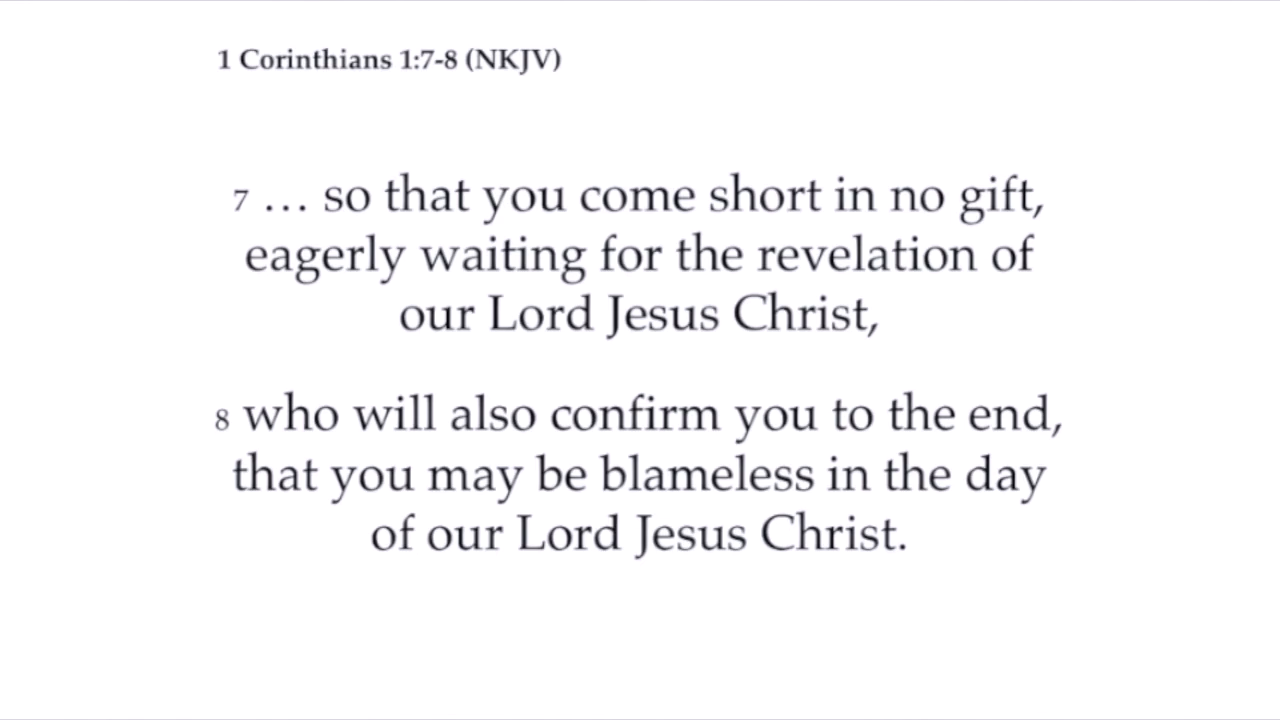 1 Corinthians 1:7-8 (NKJV)
7 … so that you come short in no gift,
eagerly waiting for the revelation of
our Lord Jesus Christ,
8 who will also confirm you to the end,
that you may be blameless in the day
of our Lord Jesus Christ.